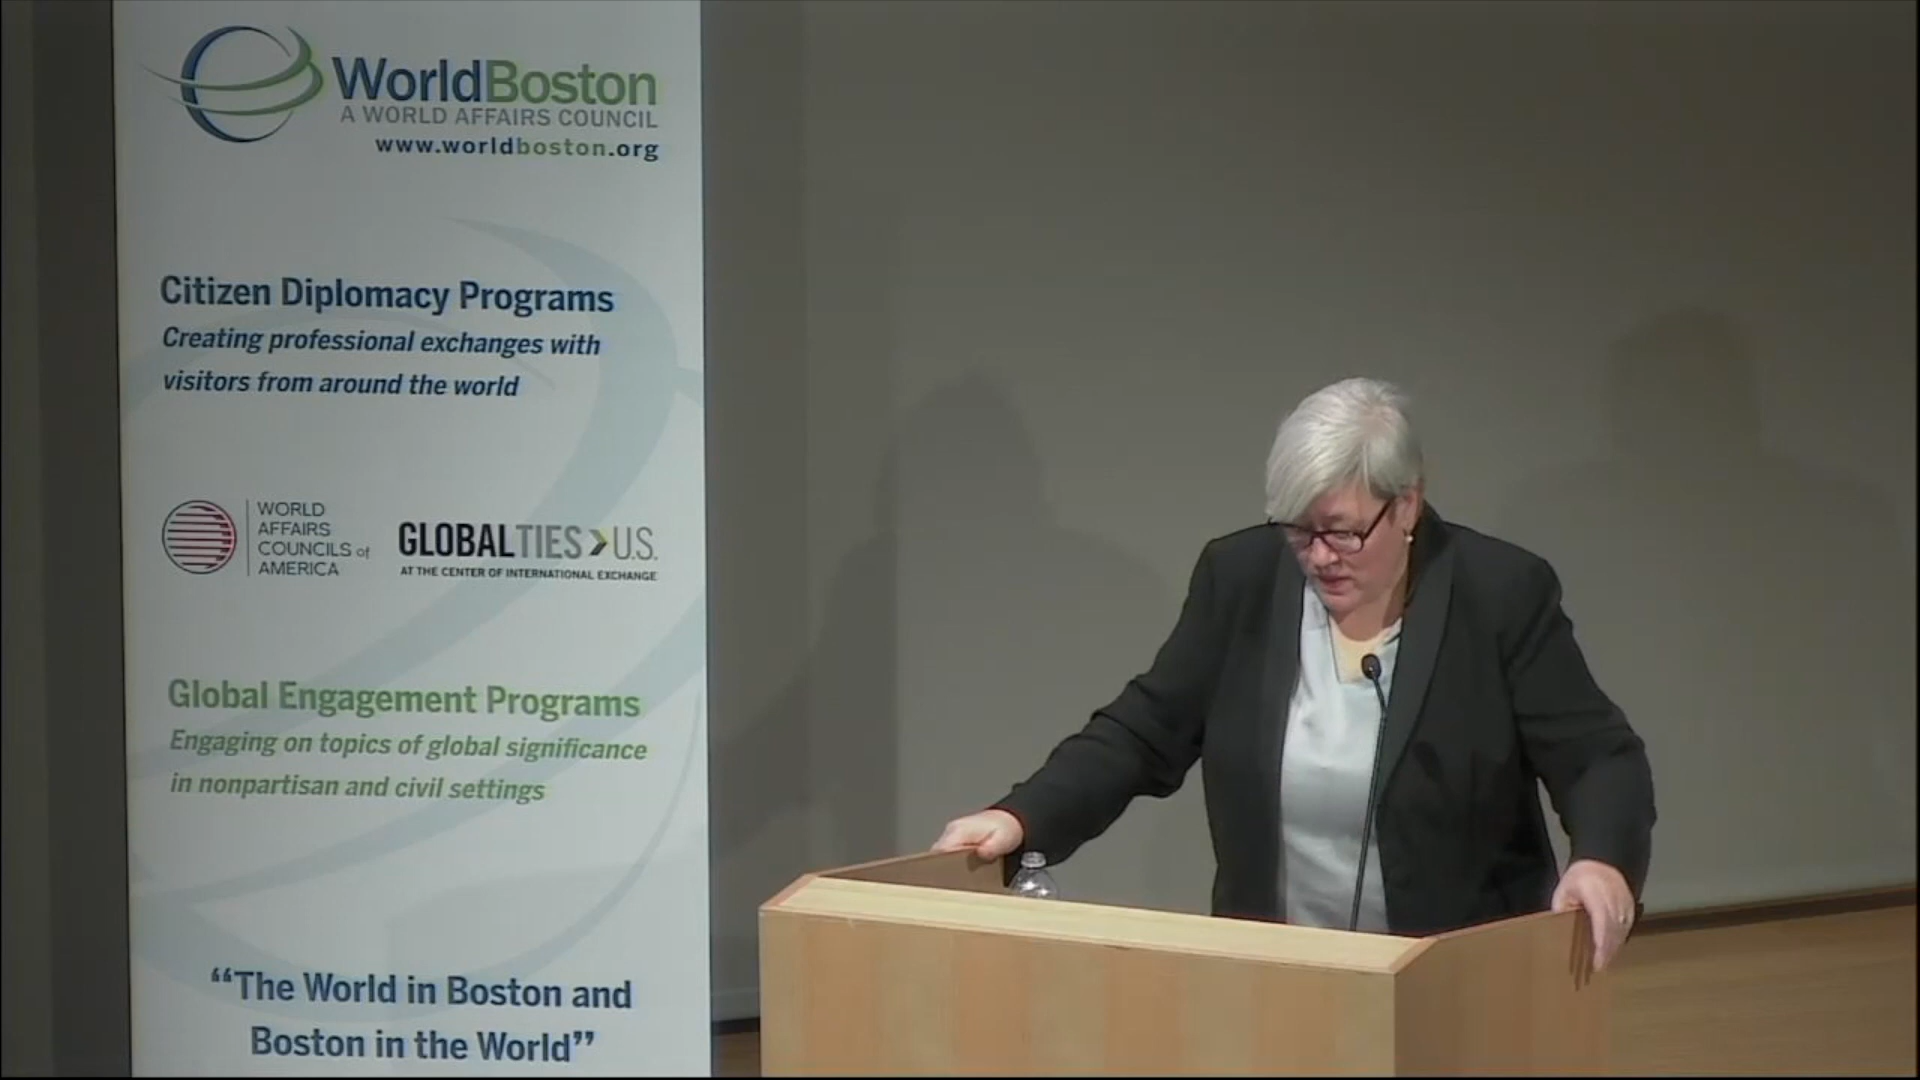 WorldBoston
A WORLD AFFAIRS COUNCIL
www.worldboston.org
Citizen Diplomacy Programs
Creating professional exchanges with
visitors from around the world
WORLD
AFFAIRS
COUNCILS of
AMERICA
GLOBALTIES U.S.
AT THE CENTER OF INTERNATIONAL EXCHANGE
Global Engagement Programs
Engaging on topics of global significance
in nonpartisan and civil settings
“The World in Boston and
Boston in the World”